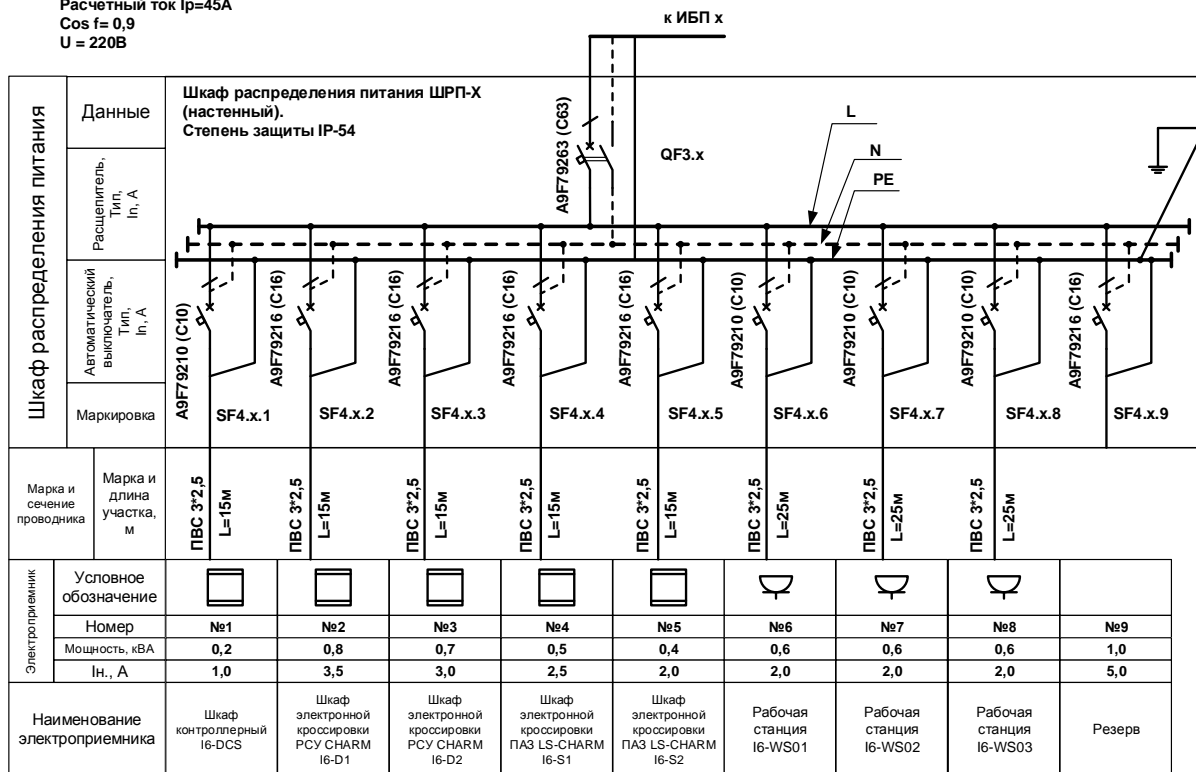 Расчетный ток Iр=45А
Cos f= 0,9
U = 220В
к ИБП х
Шкаф распределения питания
Данные
Шкаф распределения питания ШРП-Х
(настенный).
Степень защиты IP-54
A9F79263 (C63)
QF3.x
L
N
PE
Расщепитель,
Тип,
In, A
Автоматический
выключатель,
Тип,
In, A
A9F79210 (C10)
A9F79216 (C16)
A9F79216 (C16)
A9F79216 (C16)
A9F79216 (C16)
A9F79210 (C10)
A9F79210 (C10)
A9F79210 (C10)
A9F79216 (C16)
Маркировка
SF4.x.1
SF4.x.2
SF4.x.3
SF4.x.4
SF4.x.5
SF4.x.6
SF4.x.7
SF4.x.8
SF4.x.9
Марка и
сечение
проводника
Марка и
длина
участка,
м
ПВС 3*2,5
L=15м
ПВС 3*2,5
L=15м
ПВС 3*2,5
L=15м
ПВС 3*2,5
L=15м
ПВС 3*2,5
L=15м
ПВС 3*2,5
L=25м
ПВС 3*2,5
L=25м
ПВС 3*2,5
L=25м
Электроприемник
Условное
обозначение
Номер
№1
№2
№3
№4
№5
№6
№7
№8
№9
Мощность, кВА
0,2
0,8
0,7
0,5
0,4
0,6
0,6
0,6
1,0
Iн., А
1,0
3,5
3,0
2,5
2,0
2,0
2,0
2,0
5,0
Наименование
электроприемника
Шкаф
контроллерный
I6-DCS
Шкаф
электронной
кроссировки
РСУ CHARM
I6-D1
Шкаф
электронной
кроссировки
РСУ CHARM
I6-D2
Шкаф
электронной
кроссировки
ПАЗ LS-CHARM
I6-S1
Шкаф
электронной
кроссировки
ПАЗ LS-CHARM
I6-S2
Рабочая
станция
I6-WS01
Рабочая
станция
I6-WS02
Рабочая
станция
I6-WS03
Резерв